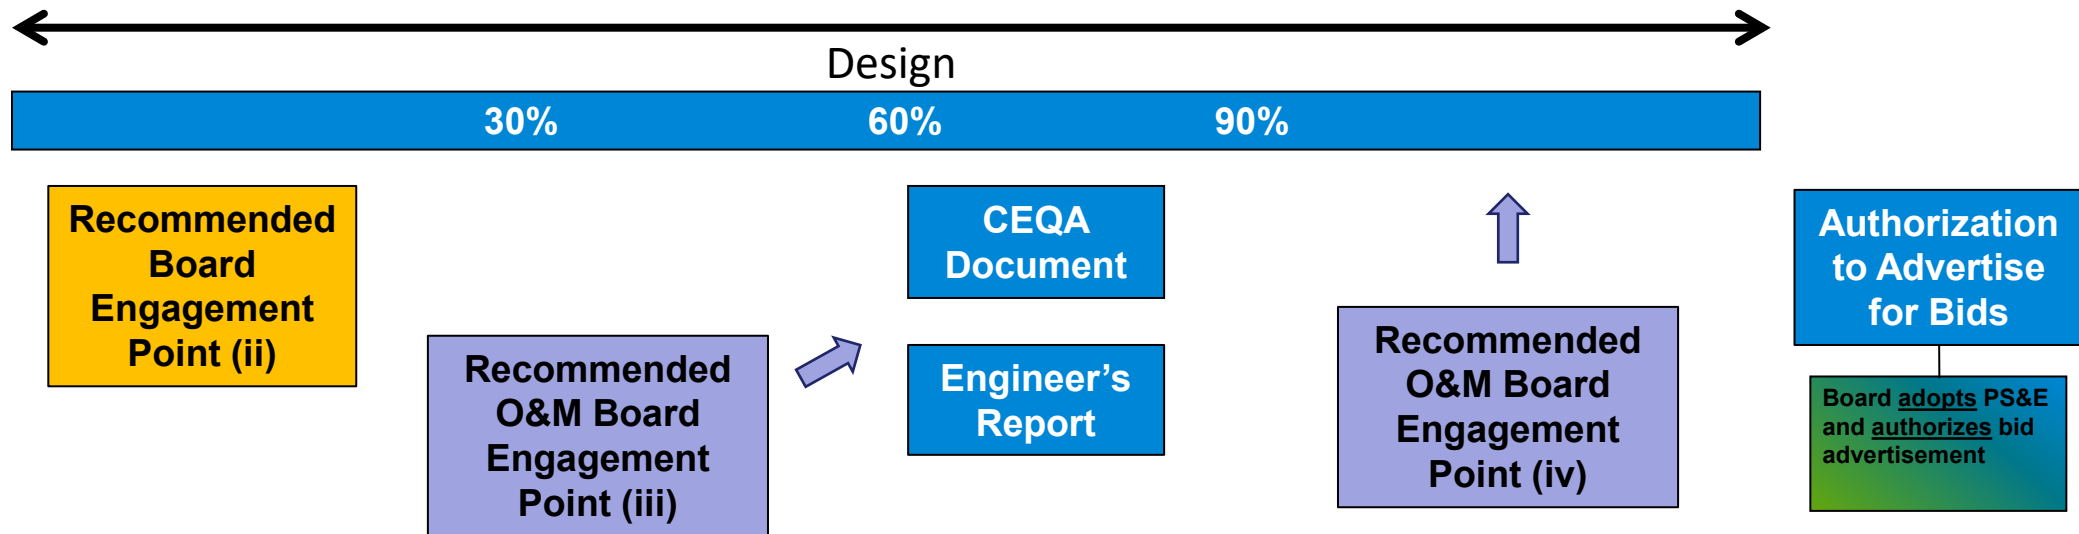 Design
30% 60% 90%
Recommended
Board
Engagement
Point (ii)
Recommended
O&M Board
Engagement
Point (iii)
CEQA
Document
Engineer’s
Report
Recommended
O&M Board
Engagement
Point (iv)
Authorization
to Advertise
for Bids
Board adopts PS&E
and authorizes bid
advertisement